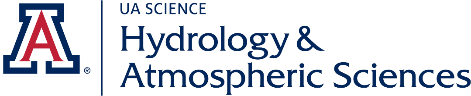 A®
UA SCIENCE
Hydrology &
Atmospheric Sciences